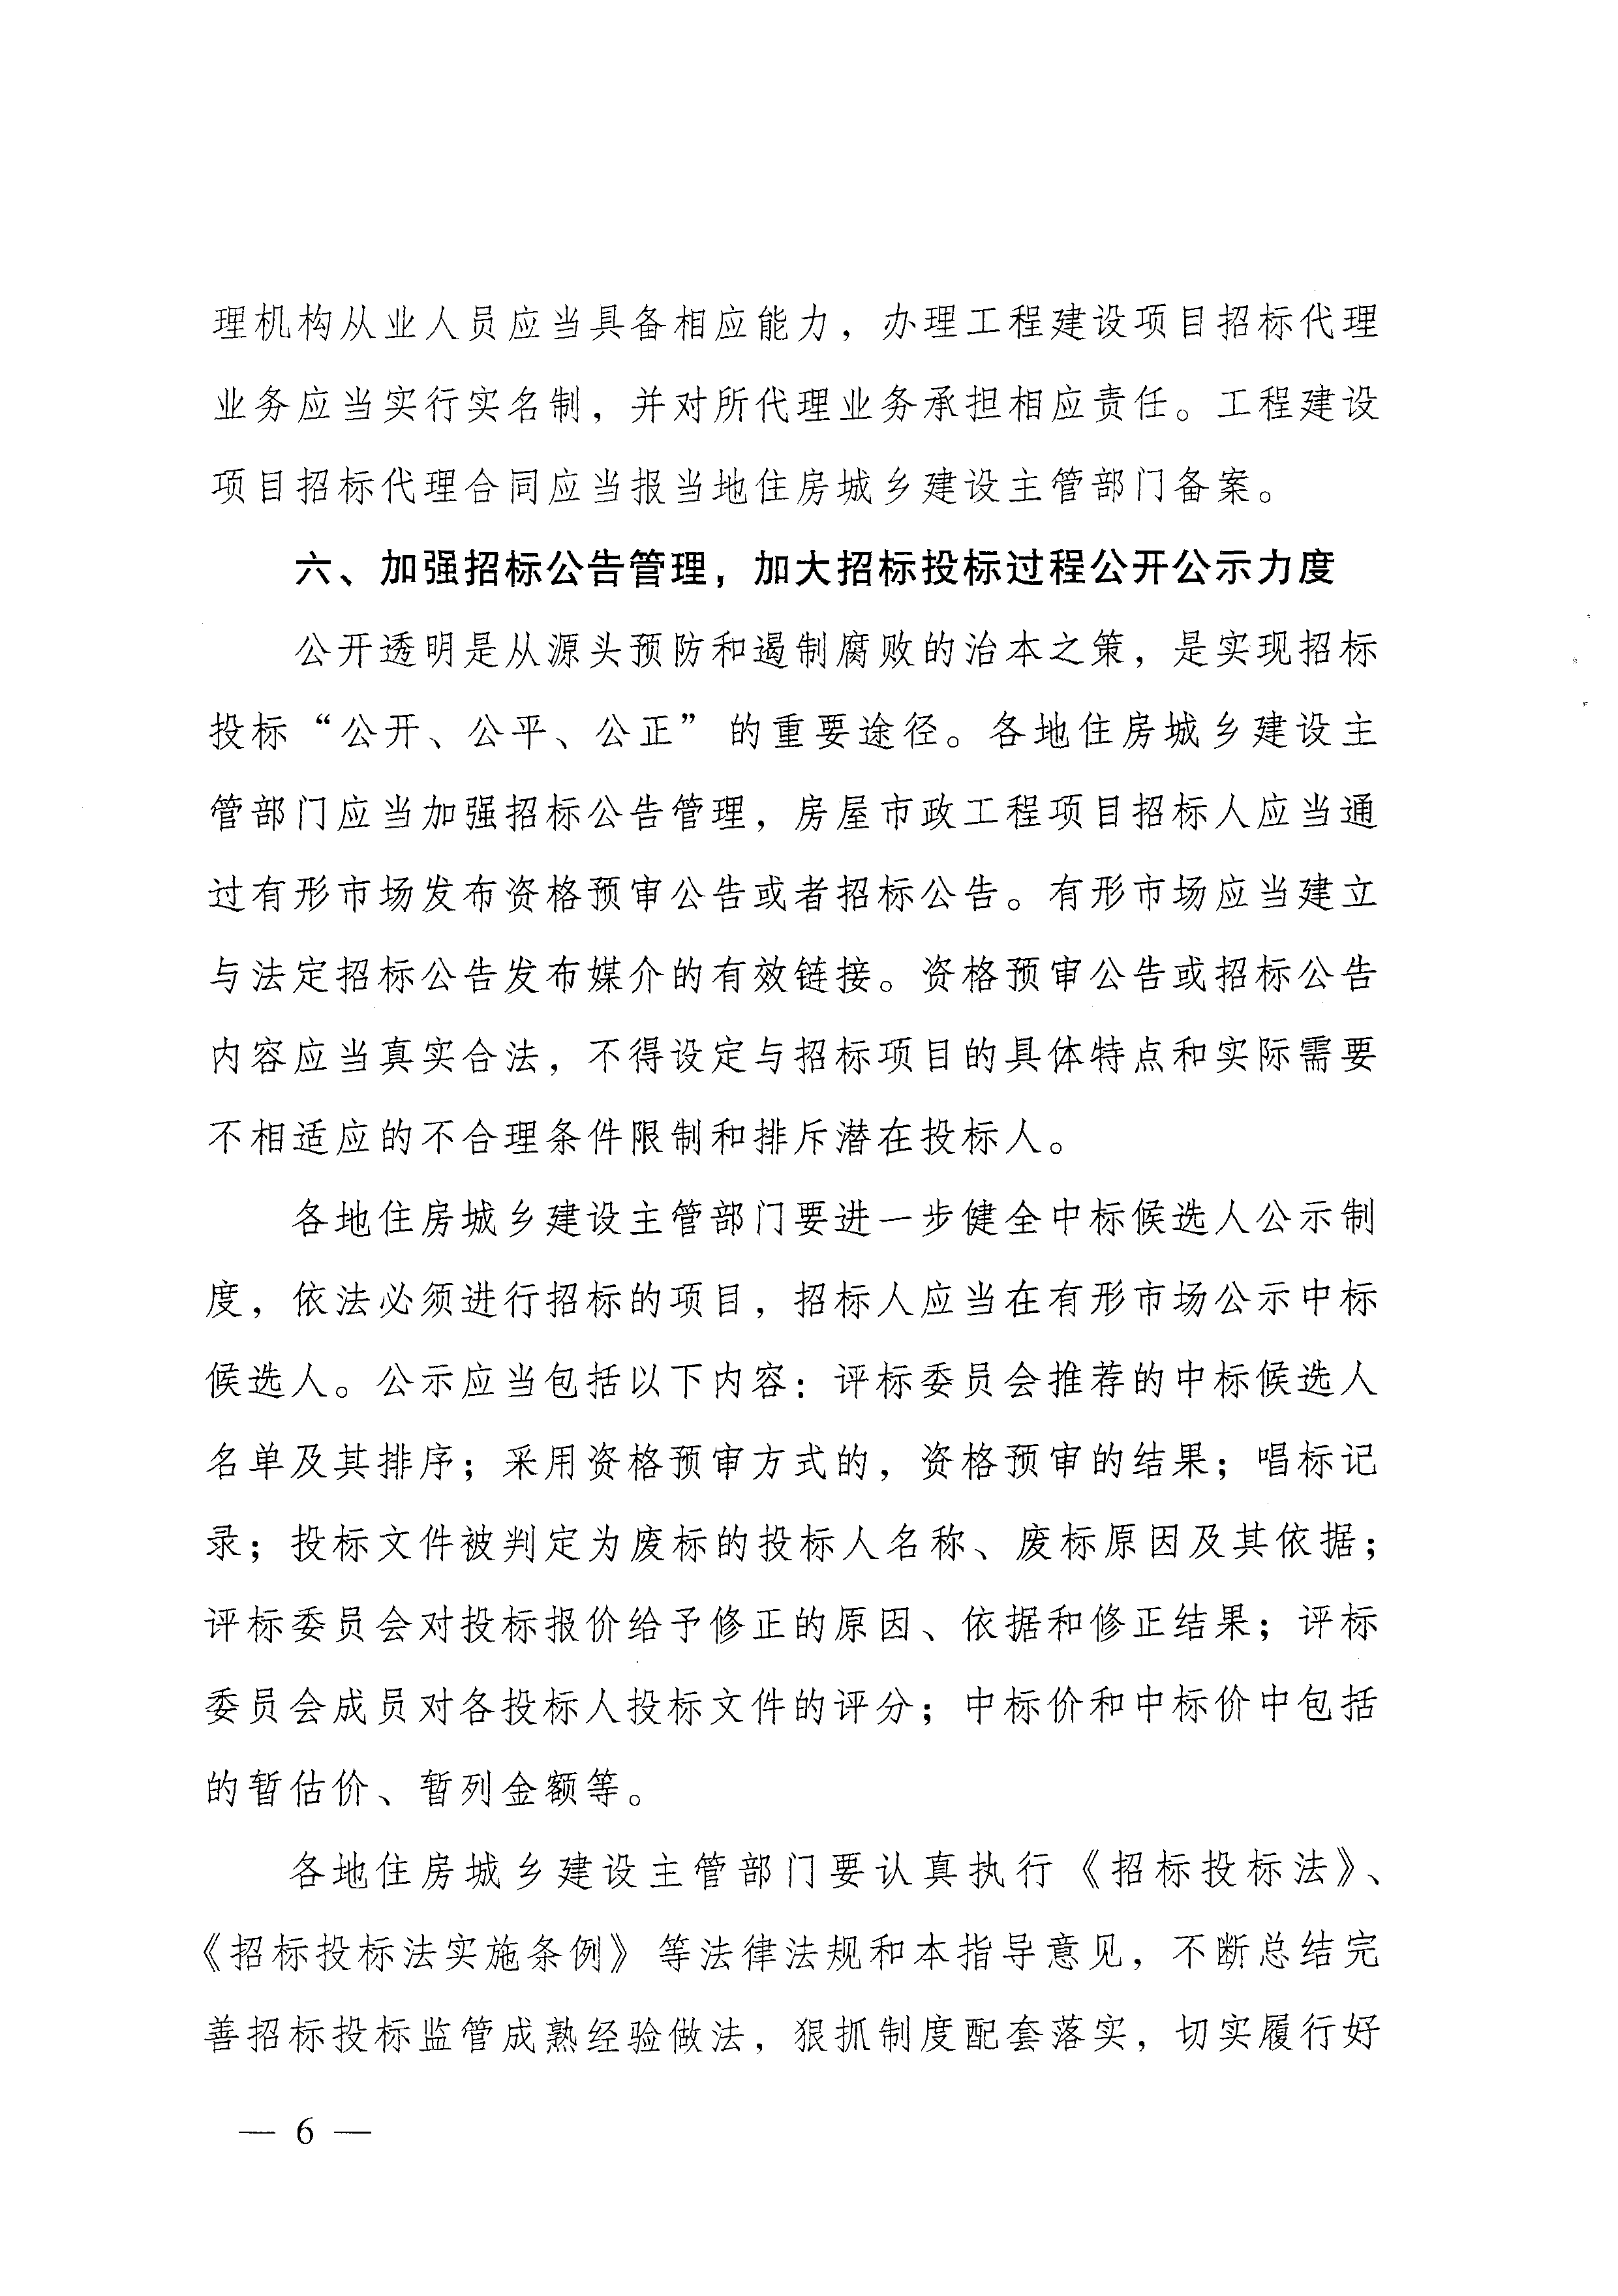 理机构从业人员应当具备相应能力，办理工程建设项目招标代理
业务应当实行实名制，并对所代理业务承担相应责任。工程建设
项目招标代理合同应当报当地住房城乡建设主管部门备案。
六、加强招标公告管理，加大招标投标过程公开公示力度
公开透明是从源头预防和遏制腐败的治本之策，是实现招标
投标“公开、公平、公正”的重要途径。各地住房城乡建设主
管部门应当加强招标公告管理，房屋市政工程项目招标人应当通
过有形市场发布资格预审公告或者招标公告。有形市场应当建立
与法定招标公告发布媒介的有效链接。资格预审公告或招标公告
内容应当真实合法，不得设定与招标项目的具体特点和实际需要
不相适应的不合理条件限制和排斥潜在投标人。
各地住房城乡建设主管部门要进一步健全中标候选人公示制
度，依法必须进行招标的项目，招标人应当在有形市场公示中标
候选人。公示应当包括以下内容：评标委员会推荐的中标候选人
名单及其排序；采用资格预审方式的，资格预审的结果；唱标记
录；投标文件被判定为废标的投标人名称、废标原因及其依据；
评标委员会对投标报价给予修正的原因、依据和修正结果；评标
委员会成员对各投标人投标文件的评分；中标价和中标价中包括
的暂估价、暂列金额等。
各地住房城乡建设主管部门要认真执行《招标投标法》、
《招标投标法实施条例》等法律法规和本指导意见，不断总结完
善招标投标监管成熟经验做法，狠抓制度配套落实，切实履行好
— 6 —